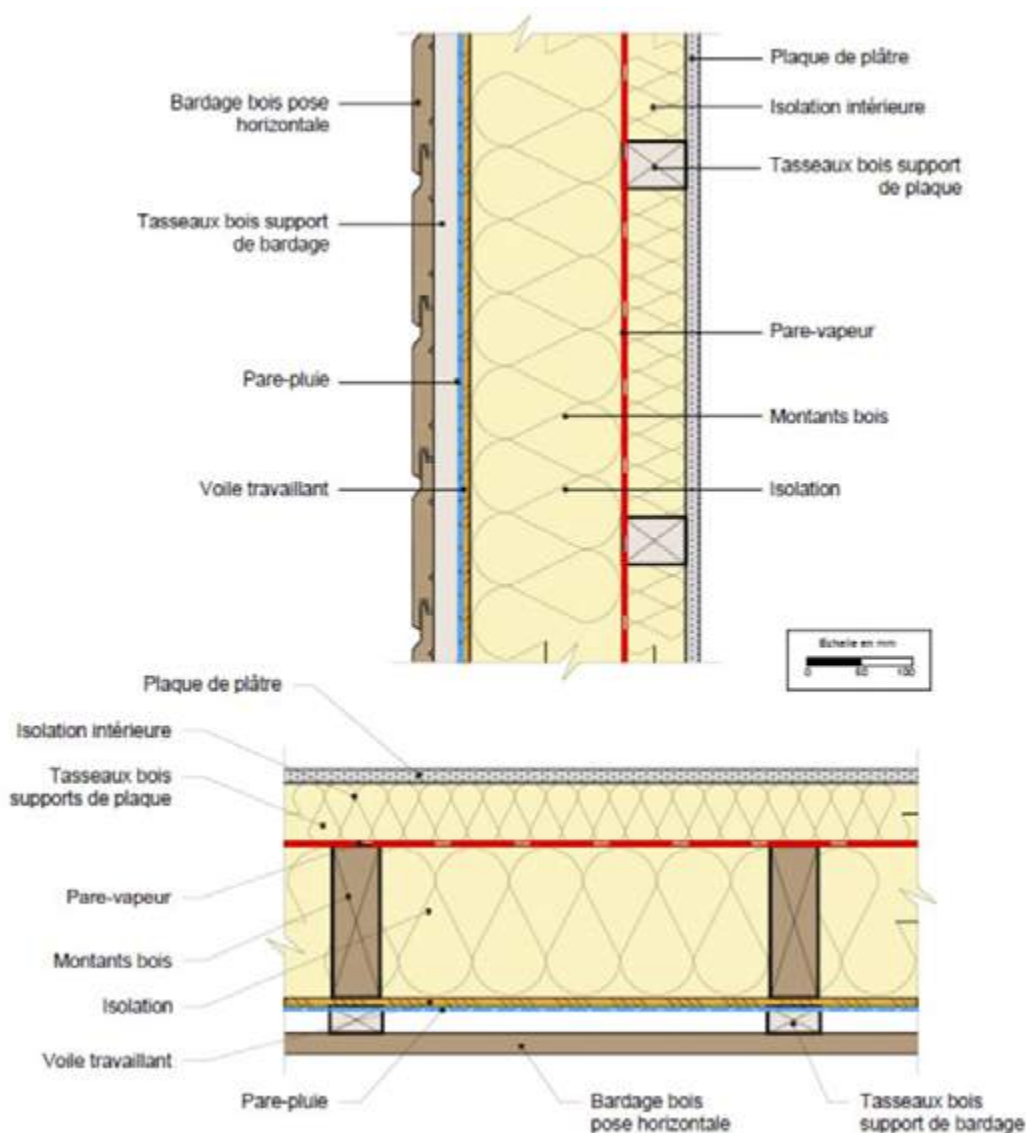 Plaque de plâtre
Bardage bois pose
horizontale
Isolation intérieure
Tasseaux bois support
de plaque
Tasseaux bois support
de bardage
Pare-vapeur
Pare-pluie
Montants bois
Voile travaillant
Isolation
Echelle en mm
0 50 100
Plaque de plâtre
Isolation intérieure
Tasseaux bois
supports de plaque
Pare-vapeur
Montants bois
Isolation
Voile travaillant
Pare-pluie
Bardage bois
pose horizontale
Tasseaux bois
support de bardage